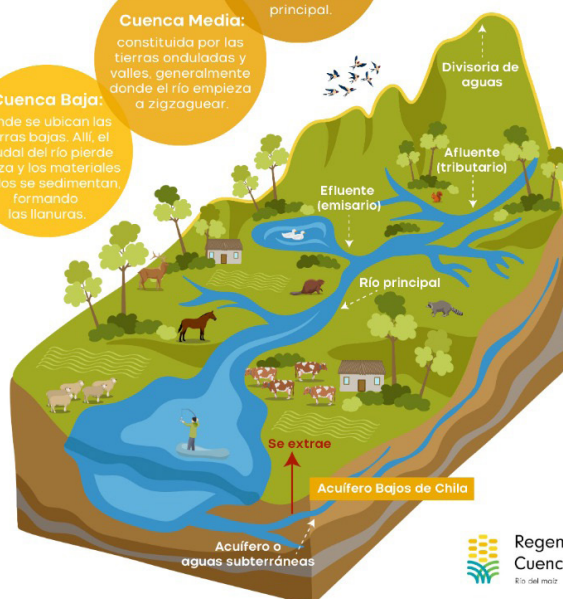 principal.
Cuenca Media:
constituida por las
tierras onduladas y
valles, generalmente
donde el río empieza
a zigzaguear.
Cuenca Baja:
se ubican las
bajas. Allí, el
del río pierde
y los materiales
se sedimentan,
formando
las llanuras.
Divisoria de
aguas
Afluente
(tributario)
Efluente
(emisario)
Río principal
Se extrae
Acuífero Bajos de Chila
Acuífero o
aguas subterráneas
Cuenc
Río del maíz